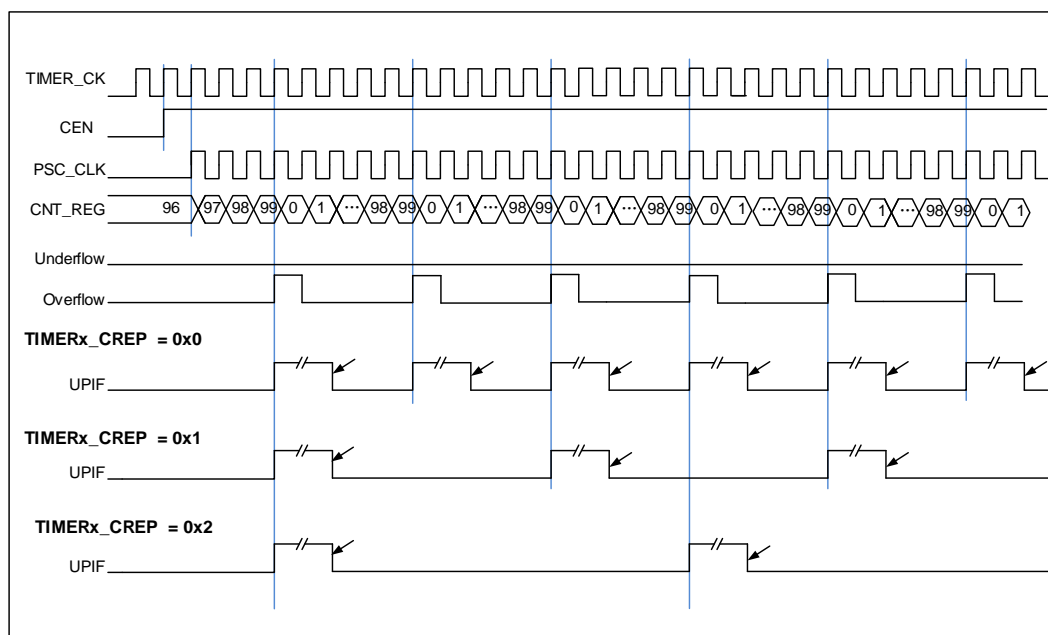 TIMER_CK
CEN
PSC_CLK
CNT_REG 96 97 98 99 0 1 ... 98 99 0 1 ... 98 99 0 1 ... 98 99 0 1 ... 98 99 0 1 ... 98 99 0 1
Underflow
Overflow
TIMERx_CREP = 0x0
UPIF
TIMERx_CREP = 0x1
UPIF
TIMERx_CREP = 0x2
UPIF